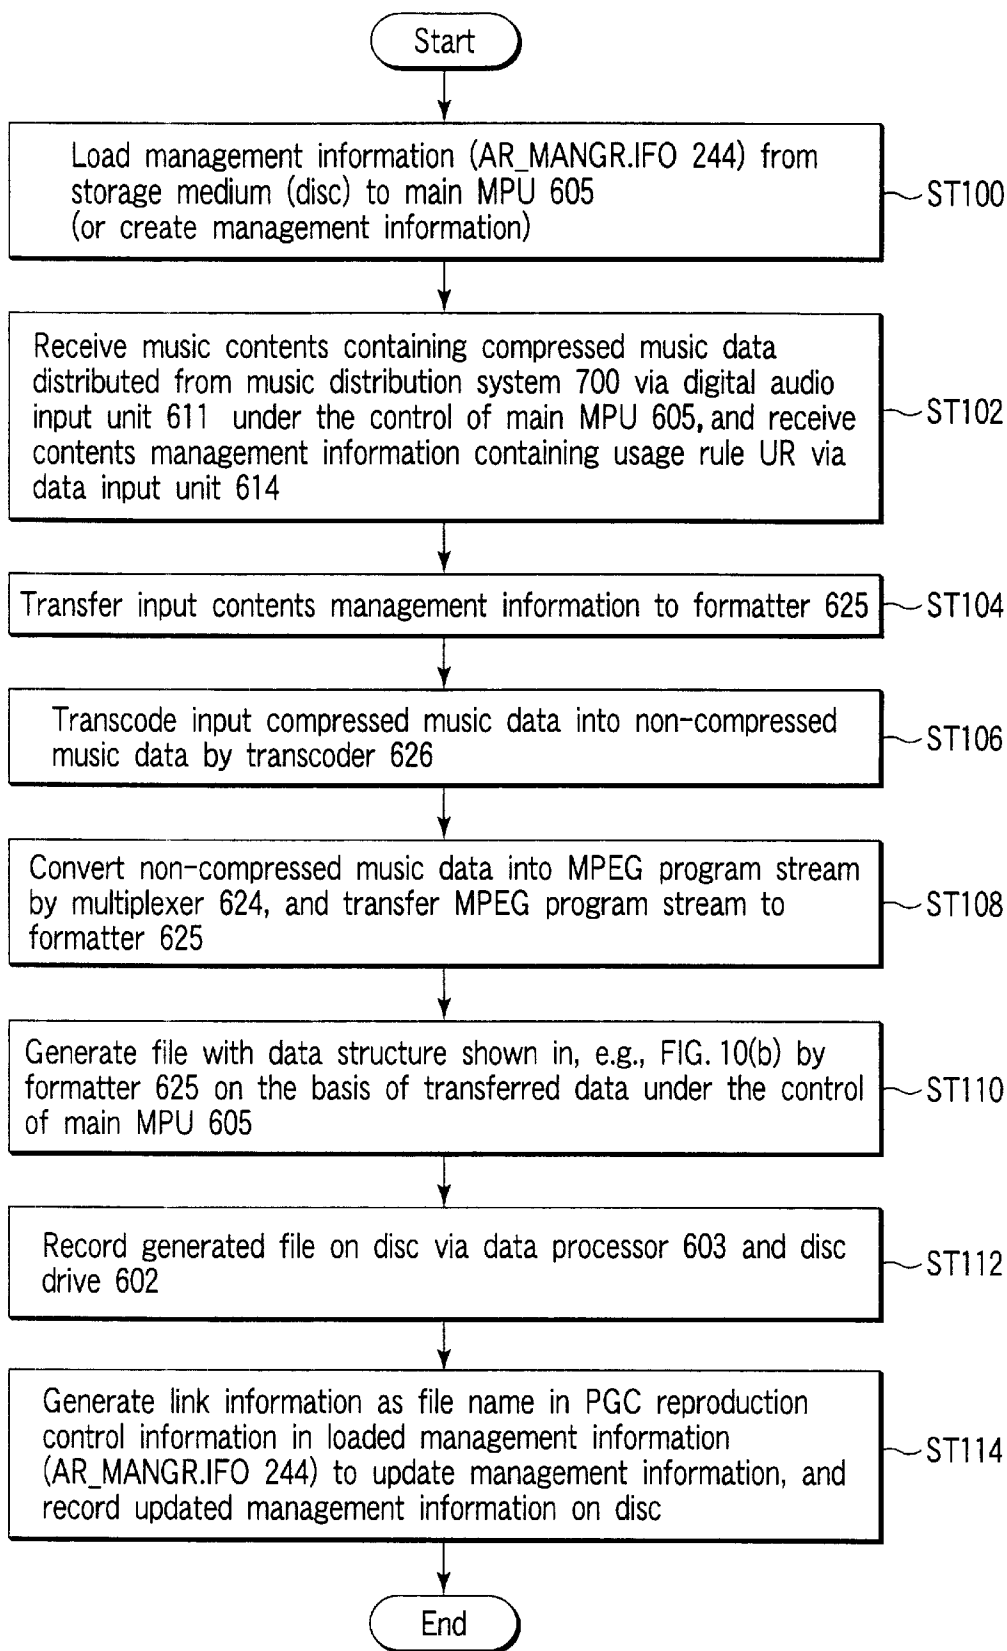 Start
Load management information (AR_MANGR.IFO 244) from
storage medium (disc) to main MPU 605
(or create management information)
ST100
Receive music contents containing compressed music data
distributed from music distribution system 700 via digital audio
input unit 611 under the control of main MPU 605, and receive
contents management information containing usage rule UR via
data input unit 614
ST102
Transfer input contents management information to formatter 625
ST104
Transcode input compressed music data into non-compressed
music data by transcoder 626
ST106
Convert non-compressed music data into MPEG program stream
by multiplexer 624, and transfer MPEG program stream to
formatter 625
ST108
Generate file with data structure shown in, e.g., FIG. 10(b) by
formatter 625 on the basis of transferred data under the control
of main MPU 605
ST110
Record generated file on disc via data processor 603 and disc
drive 602
ST112
Generate link information as file name in PGC reproduction
control information in loaded management information
(AR_MANGR.IFO 244) to update management information, and
record updated management information on disc
ST114
End